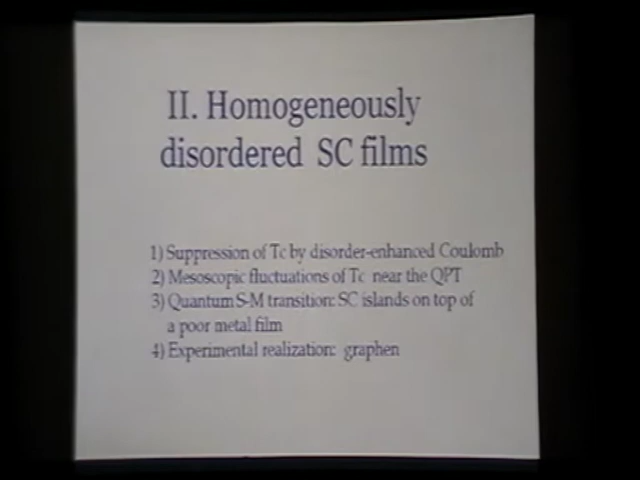 II. Homogeneously
disordered SC films
1) Suppression of Tc by disorder-enhanced Coulomb
2) Mesoscopic fluctuations of Tc near the QPT
3) Quantum S-M transition: SC islands on top of
a poor metal film
4) Experimental realization: graphen